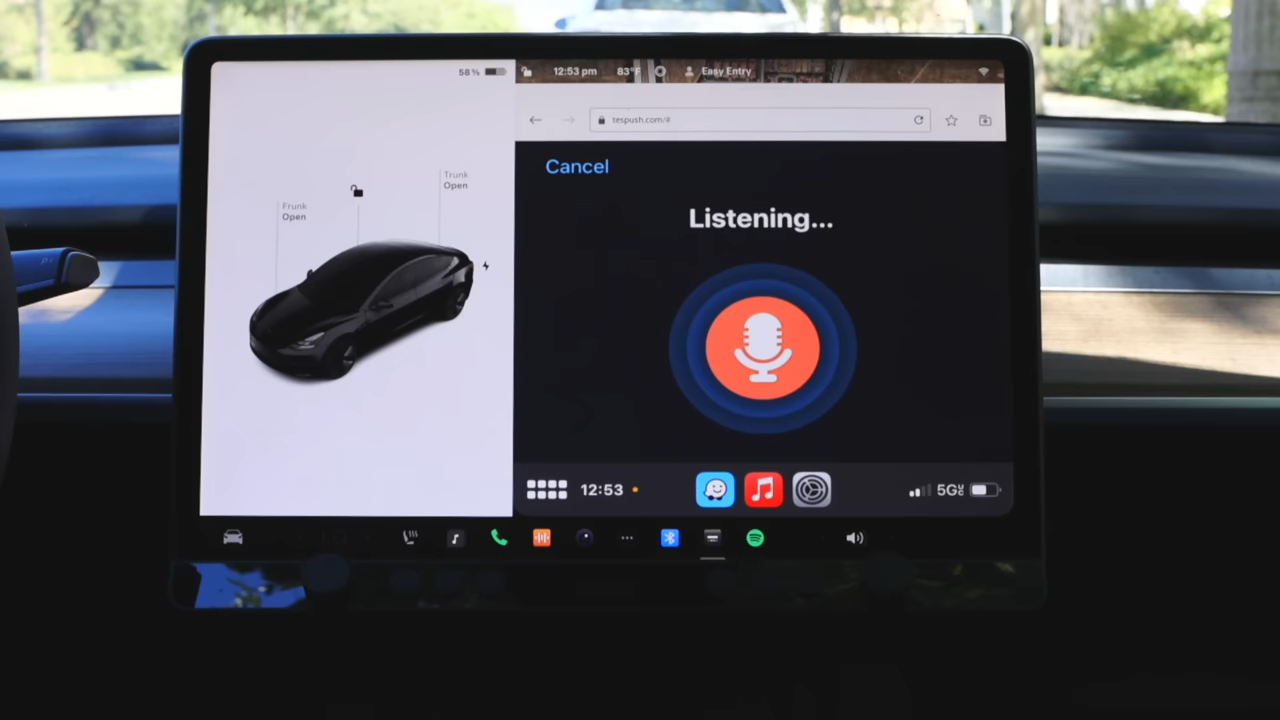 58 %
12:53 pm
83°F
Easy Entry
tespush.com/#
Trunk
Open
Frunk
Open
Cancel
Listening...
12:53
5G